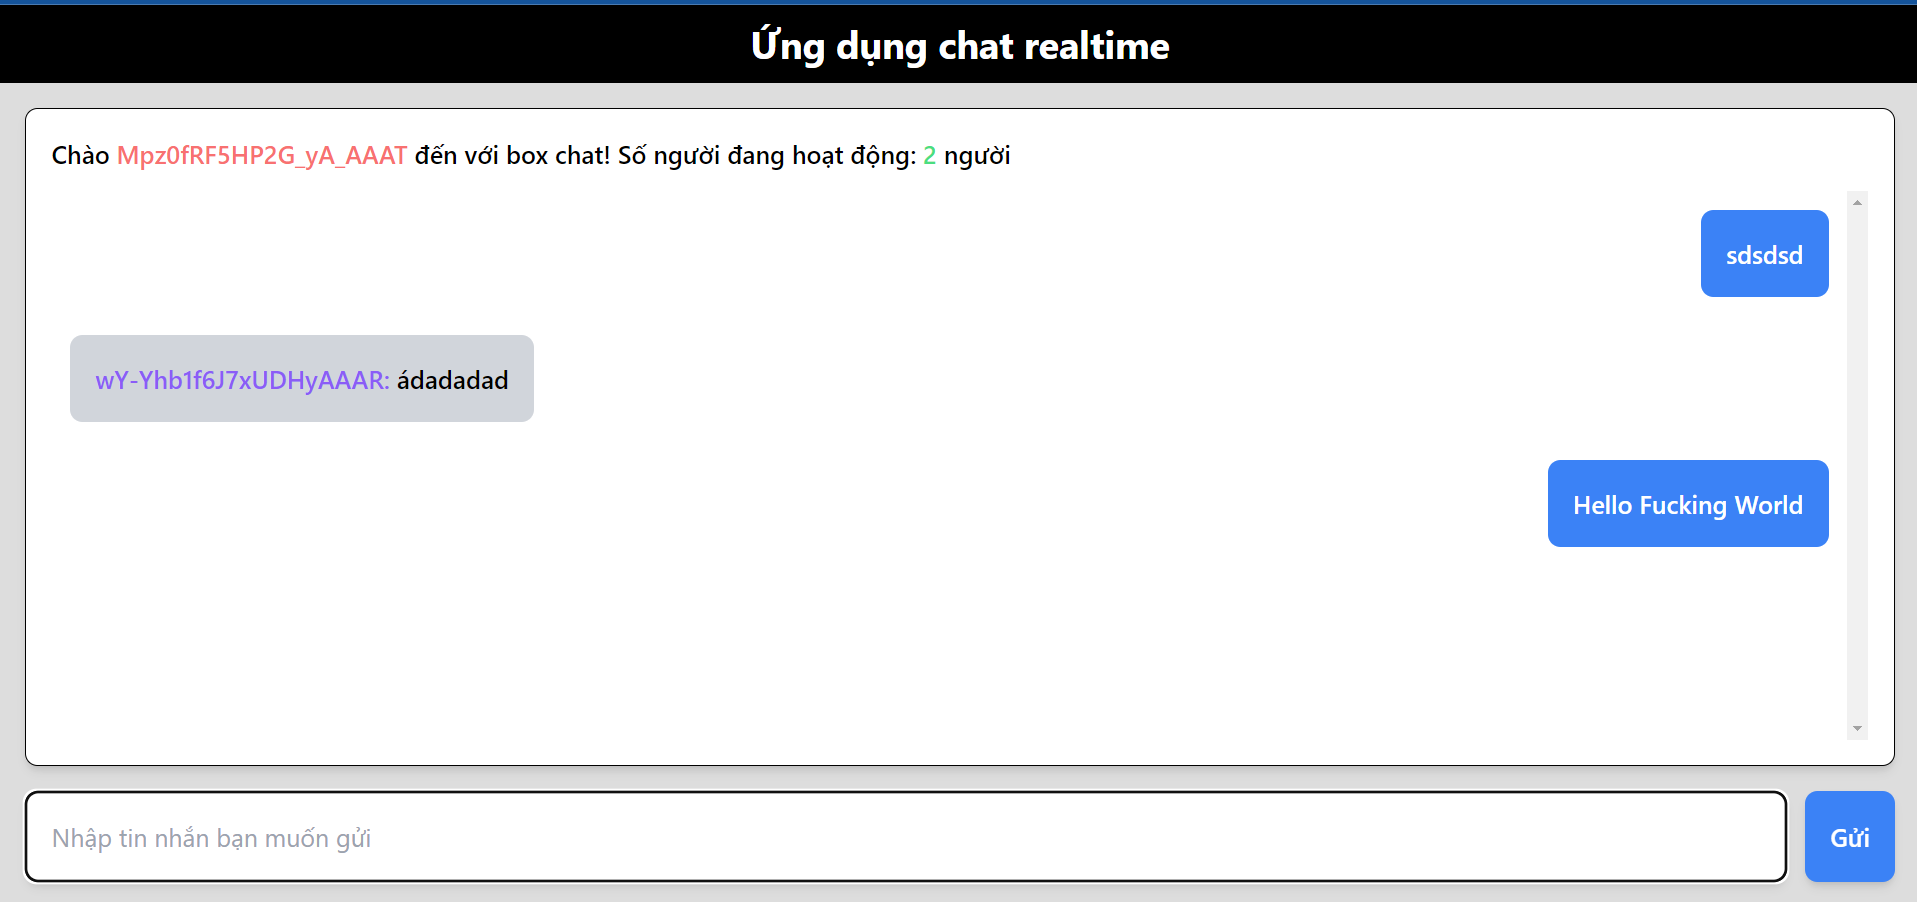 Ứng dụng chat realtime
Chào Mpz0fRF5HP2G_yA_AAAT đến với box chat! Số người đang hoạt động: 2 người
sdsdsd
wY-Yhb1f6J7xUDHyAAAR: ádadadad
Hello Fucking World
Nhập tin nhắn bạn muốn gửi
Gửi